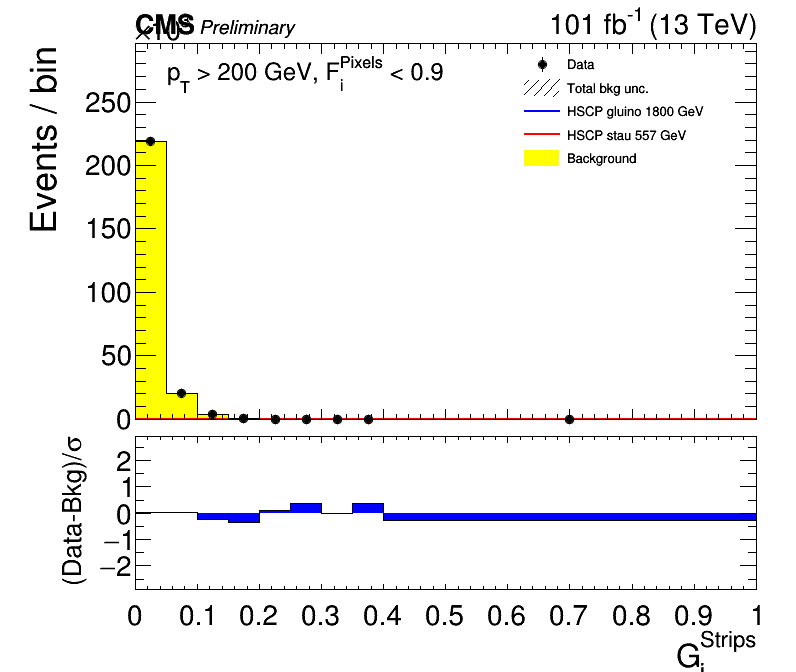 CMS Preliminary
101 fb-1 (13 TeV)
pT > 200 GeV, FiPixels < 0.9
Data
Total bkg unc.
HSCP gluino 1800 GeV
HSCP stau 557 GeV
Background
Events / bin
250
200
150
100
50
0
(Data-Bkg)/σ
2
1
0
−1
−2
0 0.1 0.2 0.3 0.4 0.5 0.6 0.7 0.8 0.9 1
GiStrips